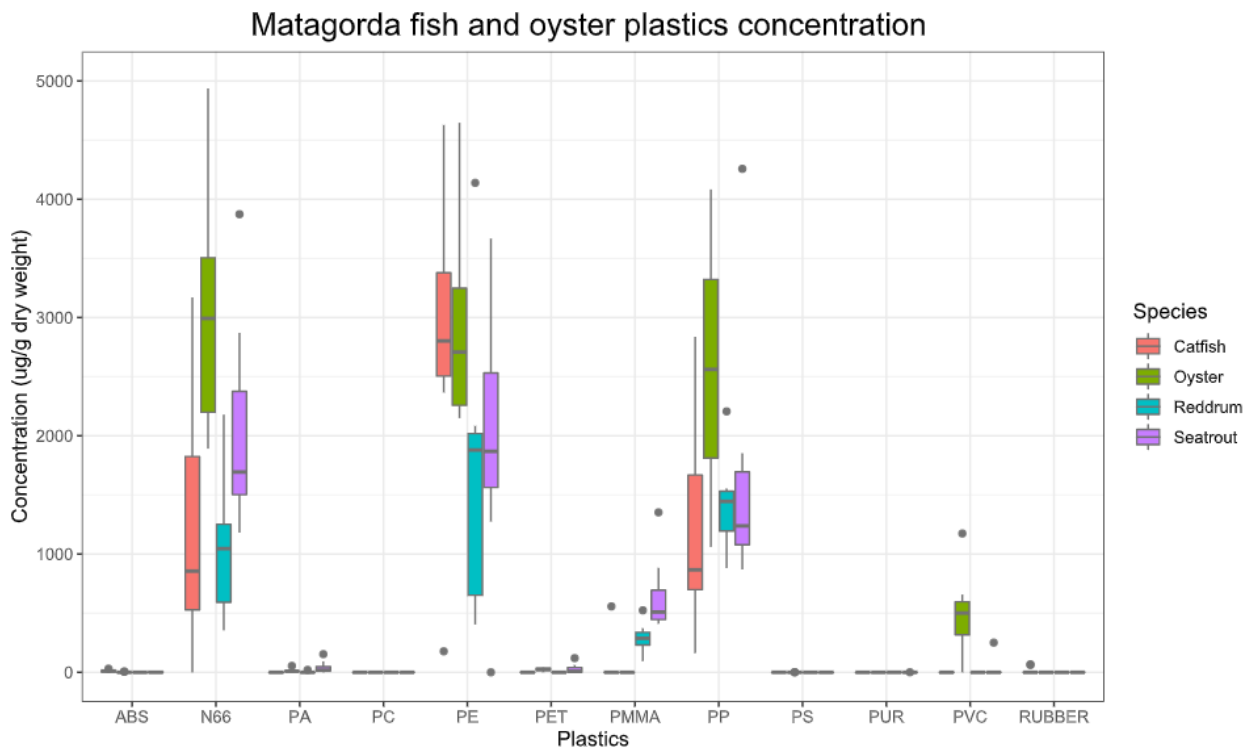 Matagorda fish and oyster plastics concentration
Concentration (ug/g dry weight)
5000
4000
3000
2000
1000
0
ABS N66 PA PC PE PET PMMA PP PS PUR PVC RUBBER
Plastics
Species
Catfish
Oyster
Reddrum
Seatrout